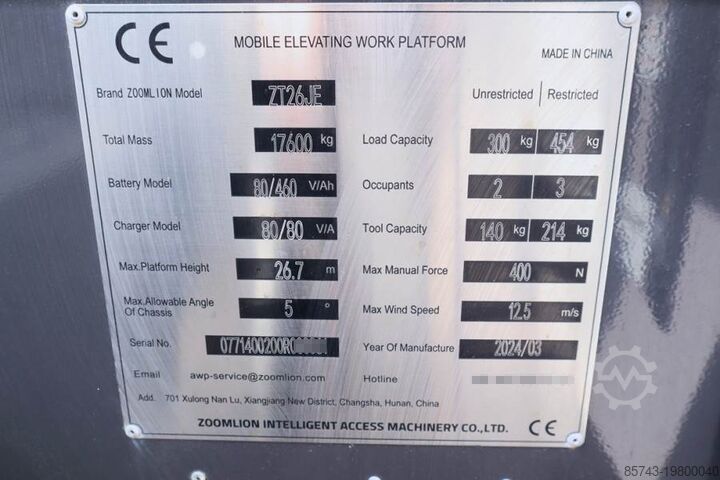 CE MOBILE ELEVATING WORK PLATFORM
MADE IN CHINA
Brand ZOOMLION Model ZT26JE Unrestricted | Restricted
Total Mass 17600 kg Load Capacity 300 kg 454 kg
Battery Model 80/460 V/Ah Occupants 2 3
Charger Model 80/80 V/A Tool Capacity 140 kg 214 kg
Max.Platform Height 26.7 m Max Manual Force 400 N
Max.Allowable Angle
Of Chassis 5 ° Max Wind Speed 12.5 m/s
Serial No. Year Of Manufacture 2024/03
Email awp-service@zoomlion.com Hotline
Add. 701 Xulong Nan Lu, Xiangjiang New District, Changsha, Hunan, China
ZOOMLION INTELLIGENT ACCESS MACHINERY CO.,LTD. CE
85743-19800040